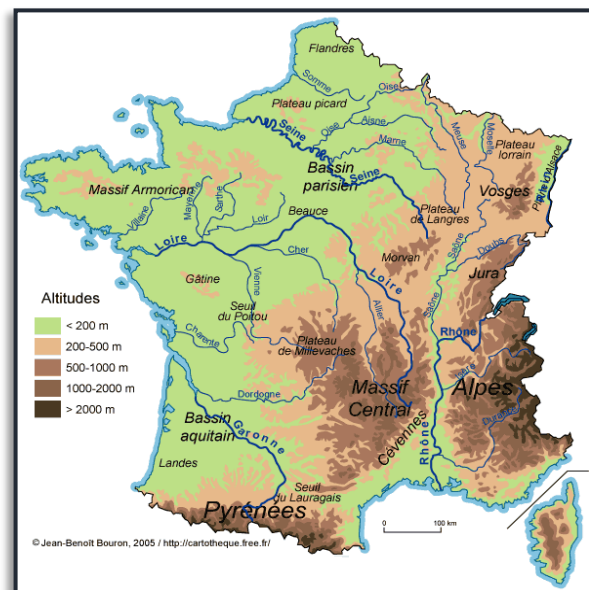 Flandres
Somme
Oise
Plateau picard
Oise
Aisne
Meuse
Moselle
Seine
Marne
Plateau
lorrain
Bassin
parisien
Seine
Vosges
Massif Armoricain
Mayenne
Sarthe
Villaine
Loir
Beauce
Plateau
de Langres
Saône
Doubs
Loire
Cher
Morvan
Loire
Jura
Gâtine
Vienne
Allier
Saône
Altitudes
< 200 m
200-500 m
500-1000 m
1000-2000 m
> 2000 m
Seuil
du Poitou
Charente
Plateau
de Millevaches
Rhône
Isère
Alpes
Massif
Central
Dordogne
Bassin
aquitain
Garonne
Cévennes
Rhône
Durance
Landes
Seuil
du Lauragais
Pyrénées
0
100 km
© Jean-Benoît Bouron, 2005 / http://cartotheque.free.fr/